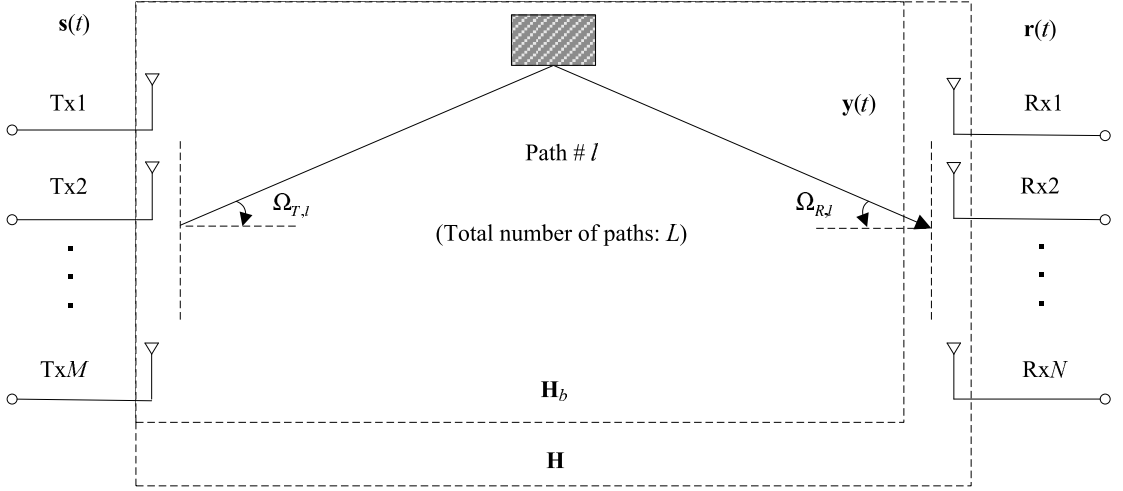 s(t)
r(t)
Tx1
y(t)
Rx1
Path # l
Tx2
Rx2
Ω_{T,l}
Ω_{R,l}
(Total number of paths: L)
TxM
RxN
H_b
H